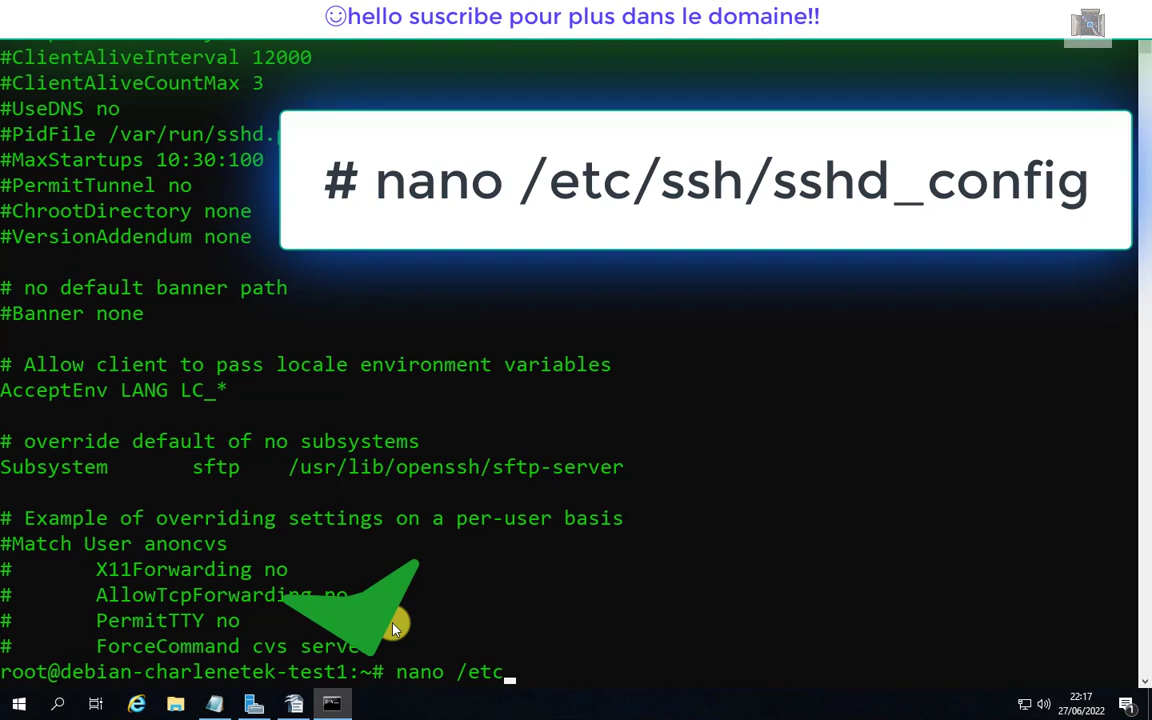 ☺hello suscribe pour plus dans le domaine!!
#ClientAliveInterval 12000
#ClientAliveCountMax 3
#UseDNS no
#PidFile /var/run/sshd.
#MaxStartups 10:30:100
#PermitTunnel no
#ChrootDirectory none
#VersionAddendum none
# nano /etc/ssh/sshd_config
# no default banner path
#Banner none
# Allow client to pass locale environment variables
AcceptEnv LANG LC_*
# override default of no subsystems
Subsystem sftp /usr/lib/openssh/sftp-server
# Example of overriding settings on a per-user basis
#Match User anoncvs
# X11Forwarding no
# AllowTcpForwarding no
# PermitTTY no
# ForceCommand cvs
root@debian-charlenetek-test1:~# nano /etc
22:17
27/06/2022
1